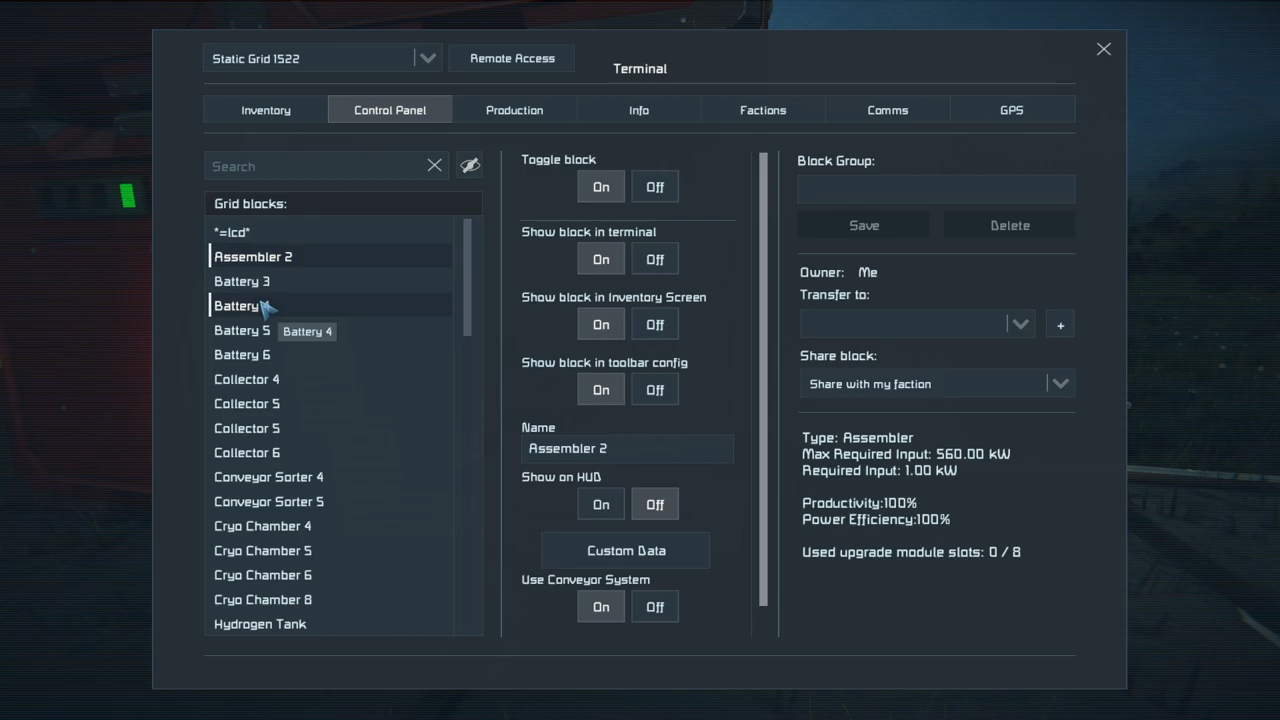 Static Grid 1522
Remote Access
Terminal
Inventory
Control Panel
Production
Info
Factions
Comms
GPS
Search
Grid blocks:
*=lcd*
Assembler 2
Battery 3
Battery
Battery 5
Battery 4
Battery 6
Collector 4
Collector 5
Collector 5
Collector 6
Conveyor Sorter 4
Conveyor Sorter 5
Cryo Chamber 4
Cryo Chamber 5
Cryo Chamber 6
Cryo Chamber 8
Hydrogen Tank
Toggle block
On Off
Show block in terminal
On Off
Show block in Inventory Screen
On Off
Show block in toolbar config
On Off
Name
Assembler 2
Show on HUD
On Off
Custom Data
Use Conveyor System
On Off
Block Group:
Save Delete
Owner: Me
Transfer to:
+
Share block:
Share with my faction
Type: Assembler
Max Required Input: 560.00 kW
Required Input: 1.00 kW
Productivity:100%
Power Efficiency:100%
Used upgrade module slots: 0 / 8